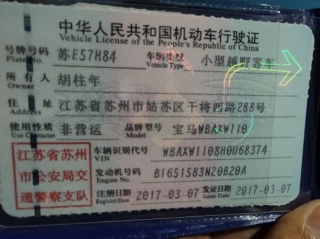 中华人民共和国机动车行驶证
Vehicle License of the People's Republic of China
号牌号码 苏E57H84 车辆类型 小型越野客车
Plate No. Vehicle Type
所有人 胡柱年
Owner
住址 江苏省苏州市姑苏区干将西路288号
Address
使用性质 非营运 品牌型号 宝马WBAXW110
Use Character Model
江苏省苏州市公安局交通警察支队
车辆识别代号 WBAXW1108H0U68374
VIN
发动机号码 B1651583N20B20A
Engine No.
注册日期 2017-03-07 发证日期 2017-03-07
Register Date Issue Date